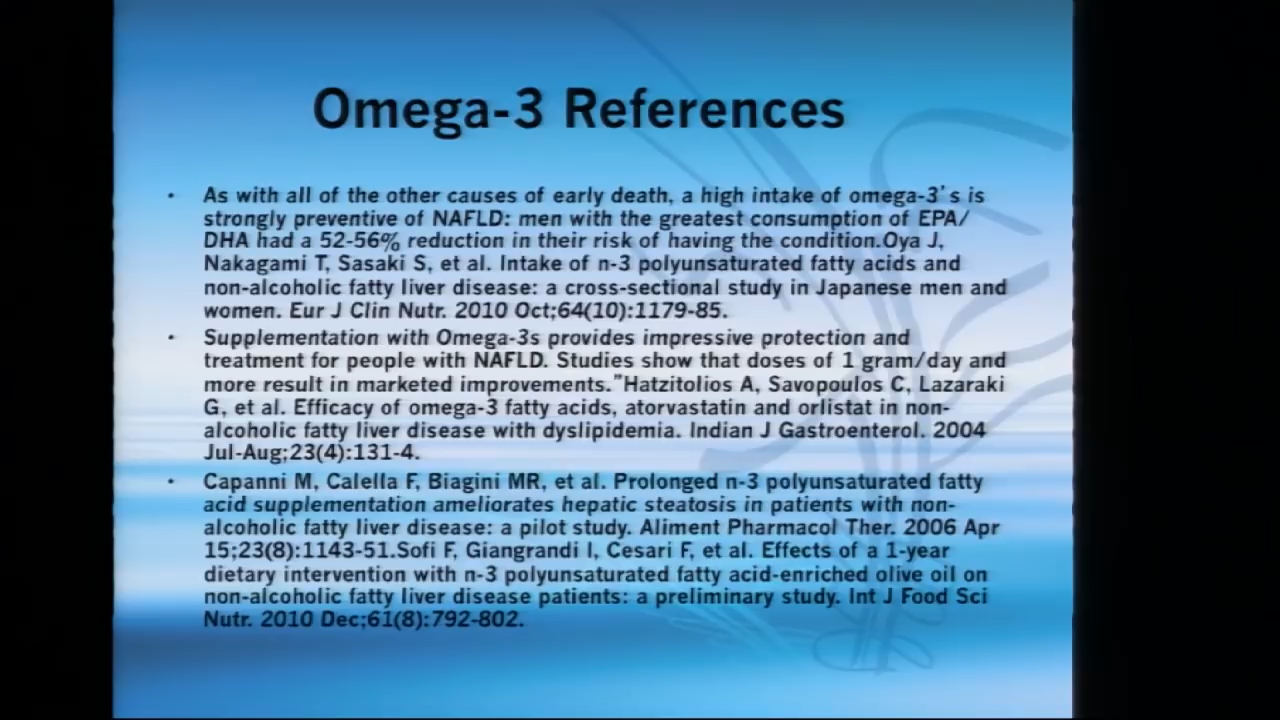 Omega-3 References
• As with all of the other causes of early death, a high intake of omega-3's is
strongly preventive of NAFLD: men with the greatest consumption of EPA/
DHA had a 52-56% reduction in their risk of having the condition.Oya J,
Nakagami T, Sasaki S, et al. Intake of n-3 polyunsaturated fatty acids and
non-alcoholic fatty liver disease: a cross-sectional study in Japanese men and
women. Eur J Clin Nutr. 2010 Oct;64(10):1179-85.
• Supplementation with Omega-3s provides impressive protection and
treatment for people with NAFLD. Studies show that doses of 1 gram/day and
more result in marketed improvements."Hatzitolios A, Savopoulos C, Lazaraki
G, et al. Efficacy of omega-3 fatty acids, atorvastatin and orlistat in non-
alcoholic fatty liver disease with dyslipidemia. Indian J Gastroenterol. 2004
Jul-Aug;23(4):131-4.
• Capanni M, Calella F, Biagini MR, et al. Prolonged n-3 polyunsaturated fatty
acid supplementation ameliorates hepatic steatosis in patients with non-
alcoholic fatty liver disease: a pilot study. Aliment Pharmacol Ther. 2006 Apr
15;23(8):1143-51.Sofi F, Giangrandi I, Cesari F, et al. Effects of a 1-year
dietary intervention with n-3 polyunsaturated fatty acid-enriched olive oil on
non-alcoholic fatty liver disease patients: a preliminary study. Int J Food Sci
Nutr. 2010 Dec;61(8):792-802.